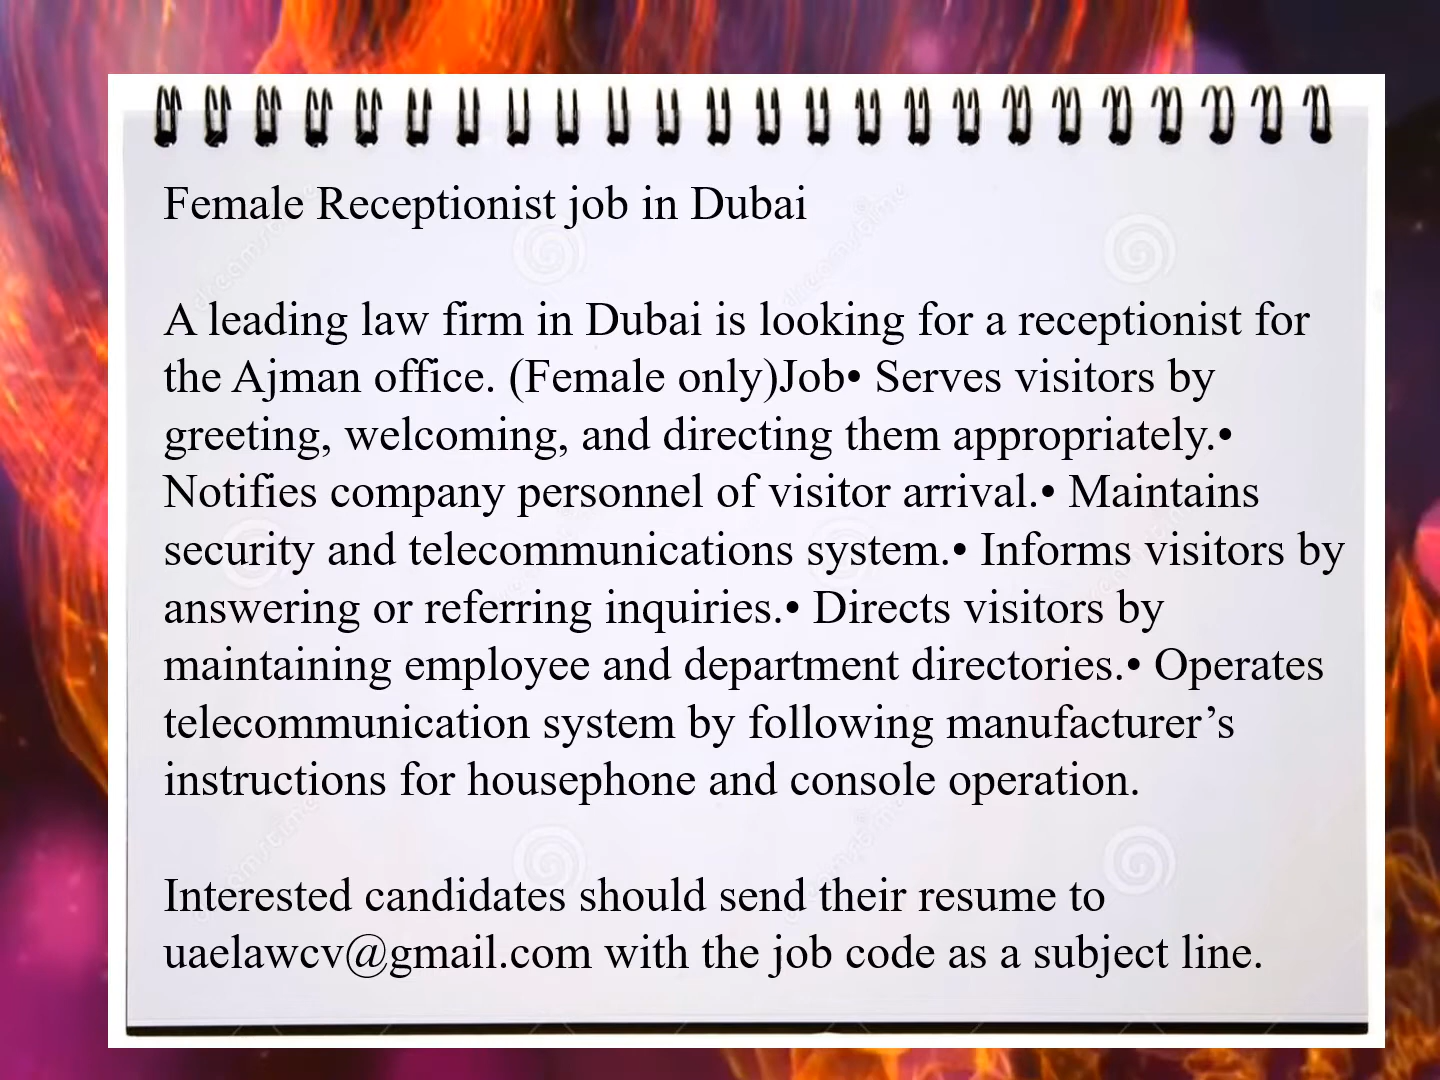 Female Receptionist job in Dubai
A leading law firm in Dubai is looking for a receptionist for
the Ajman office. (Female only)Job• Serves visitors by
greeting, welcoming, and directing them appropriately.•
Notifies company personnel of visitor arrival.• Maintains
security and telecommunications system.• Informs visitors by
answering or referring inquiries.• Directs visitors by
maintaining employee and department directories.• Operates
telecommunication system by following manufacturer’s
instructions for housephone and console operation.
Interested candidates should send their resume to
uaelawcv@gmail.com with the job code as a subject line.